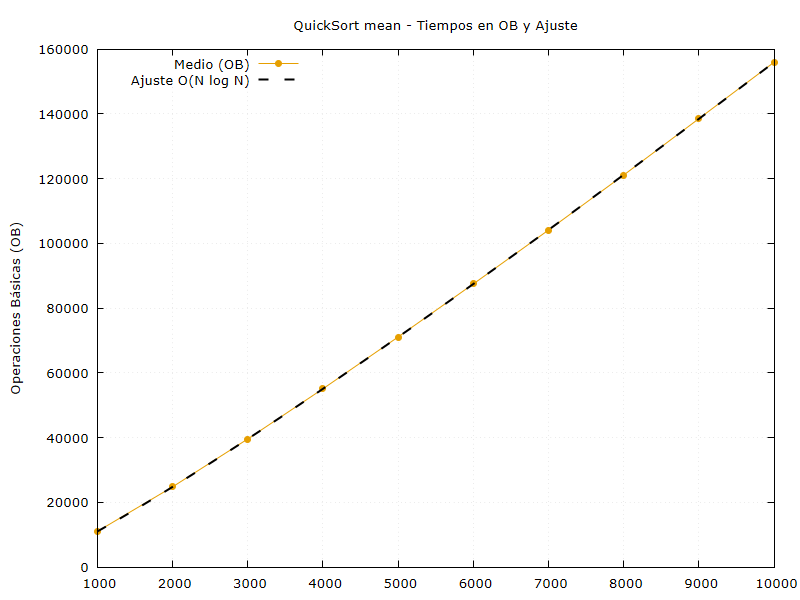 QuickSort mean - Tiempos en OB y Ajuste
160000
140000
120000
100000
80000
60000
40000
20000
0
Operaciones Básicas (OB)
Medio (OB)
Ajuste O(N log N)
1000 2000 3000 4000 5000 6000 7000 8000 9000 10000